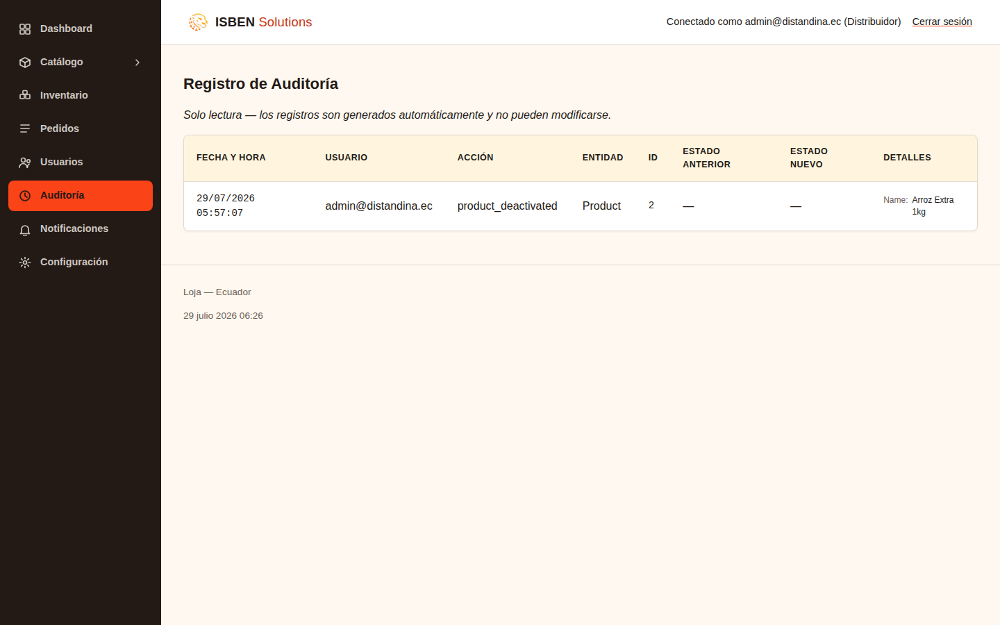 Dashboard
Catálogo
Inventario
Pedidos
Usuarios
Auditoría
Notificaciones
Configuración
ISBEN Solutions
Conectado como admin@distandina.ec (Distribuidor) Cerrar sesión
Registro de Auditoría
Solo lectura — los registros son generados automáticamente y no pueden modificarse.
FECHA Y HORA USUARIO ACCIÓN ENTIDAD ID ESTADO ANTERIOR ESTADO NUEVO DETALLES
29/07/2026 05:57:07 admin@distandina.ec product_deactivated Product 2 — — Name: Arroz Extra 1kg
Loja — Ecuador
29 julio 2026 06:26